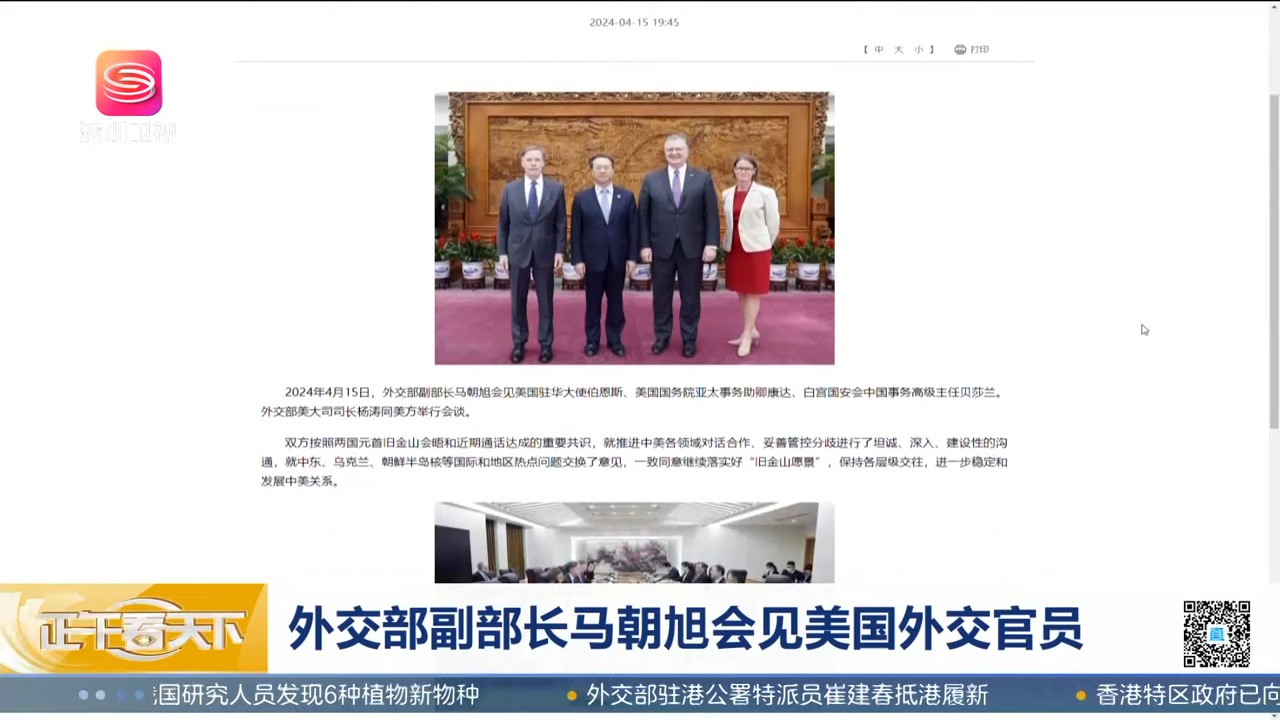 2024-04-15 19:45
【 中 大 小 】 打印
深圳卫视
2024年4月15日，外交部副部长马朝旭会见美国驻华大使伯恩斯、美国国务院亚太事务助卿康达、白宫国安会中国事务高级主任贝莎兰。
外交部美大司司长杨涛同美方举行会谈。
双方按照两国元首旧金山会晤和近期通话达成的重要共识，就推进中美各领域对话合作、妥善管控分歧进行了坦诚、深入、建设性的沟
通，就中东、乌克兰、朝鲜半岛核等国际和地区热点问题交换了意见，一致同意继续落实好“旧金山愿景”，保持各层级交往，进一步稳定和
发展中美关系。
正午看天下
外交部副部长马朝旭会见美国外交官员
国研究人员发现6种植物新物种 外交部驻港公署特派员崔建春抵港履新 香港特区政府已向